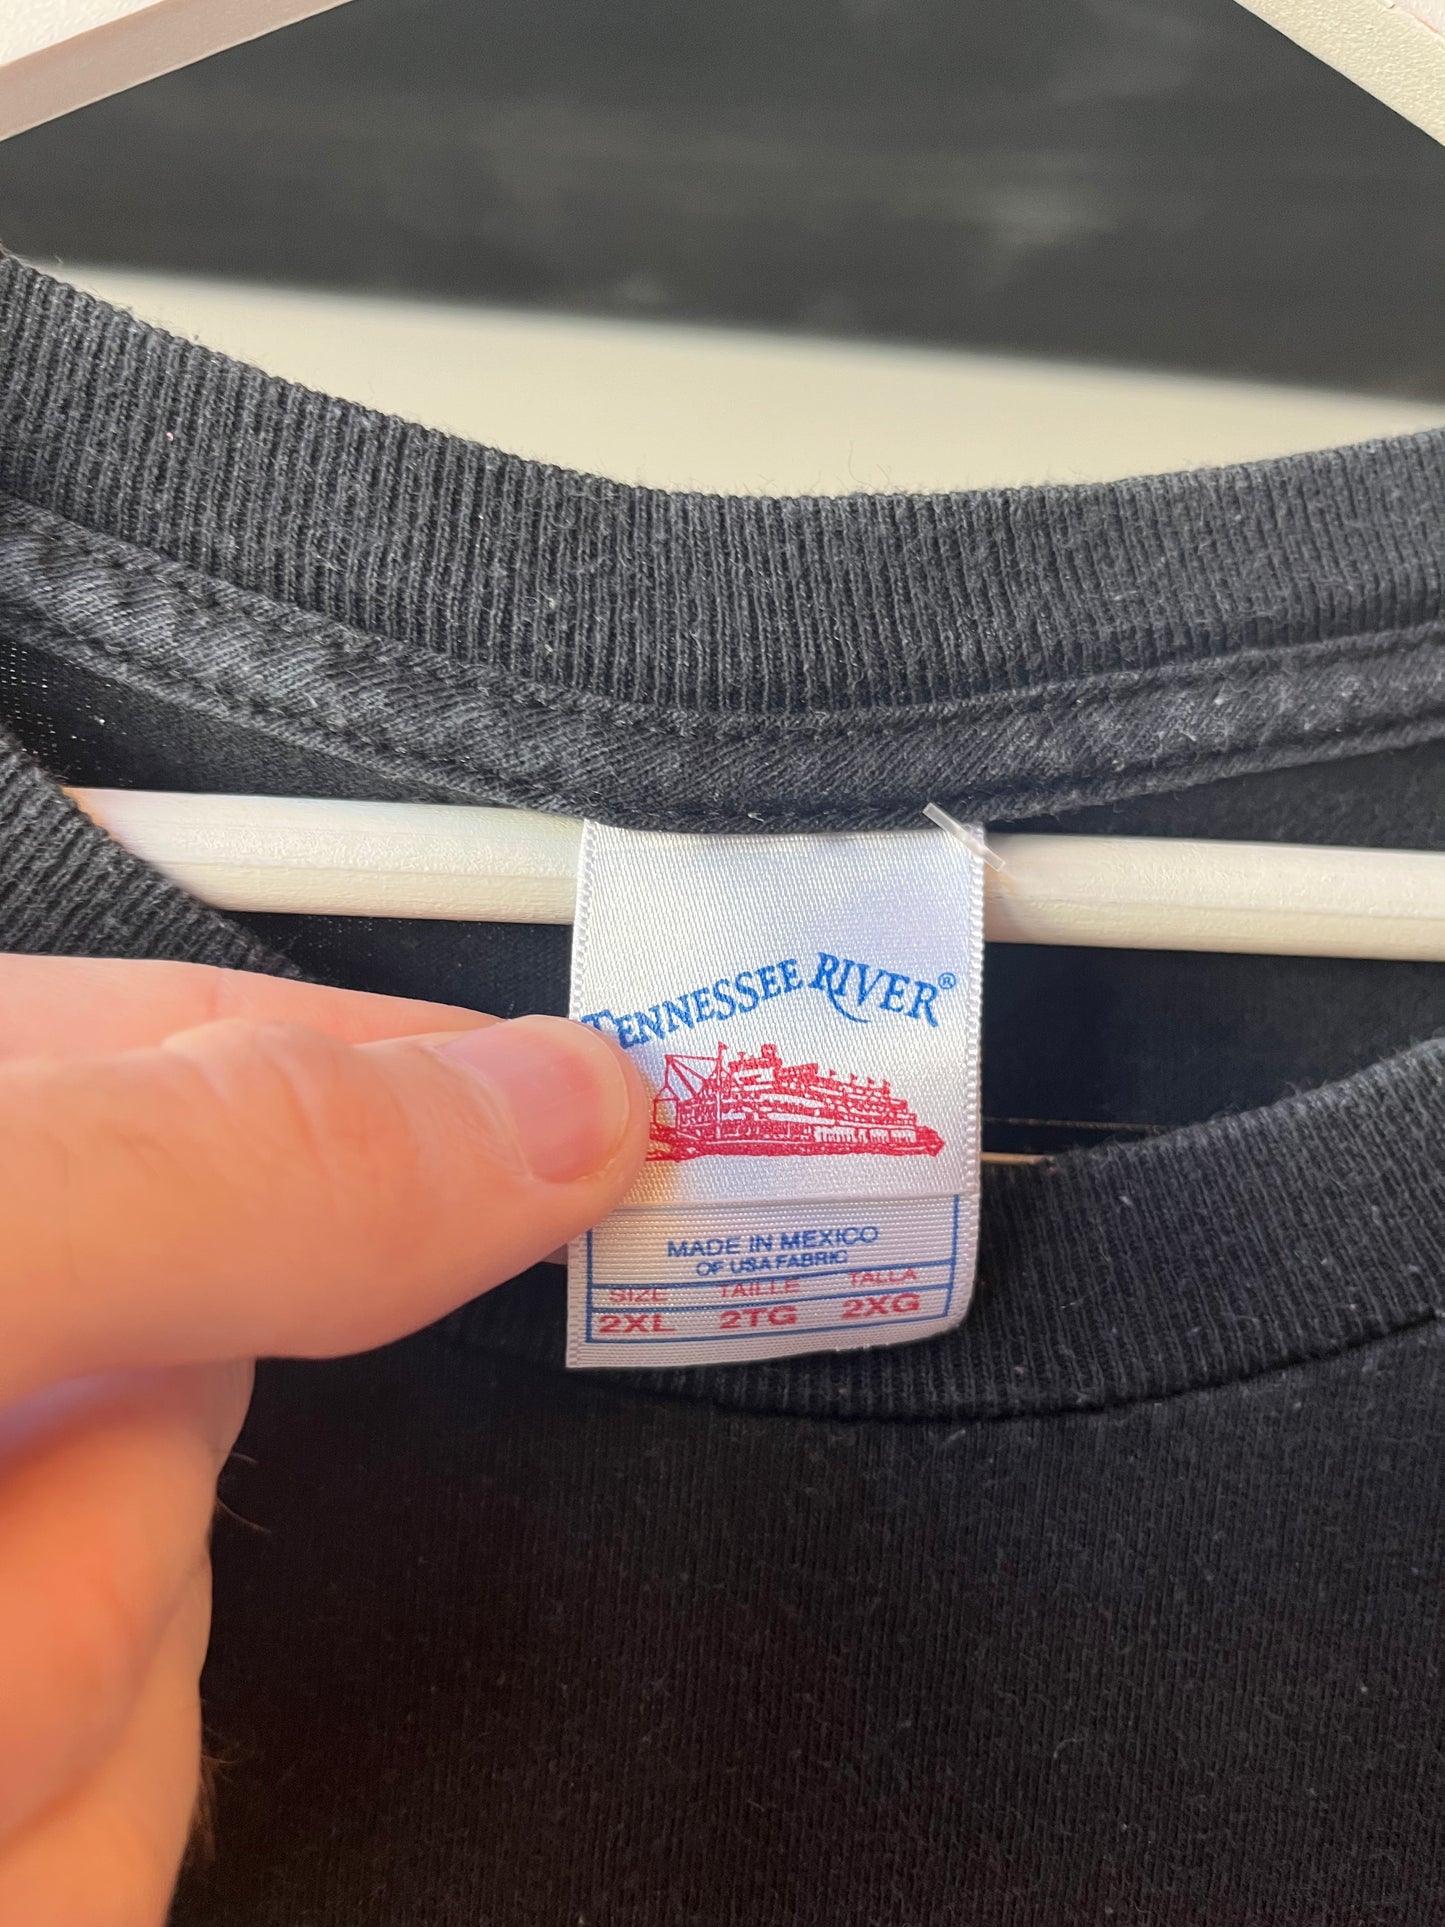 TENNESSEE RIVER®
MADE IN MEXICO
OF USA FABRIC
SIZE TAILLE TALLA
2XL 2TG 2XG